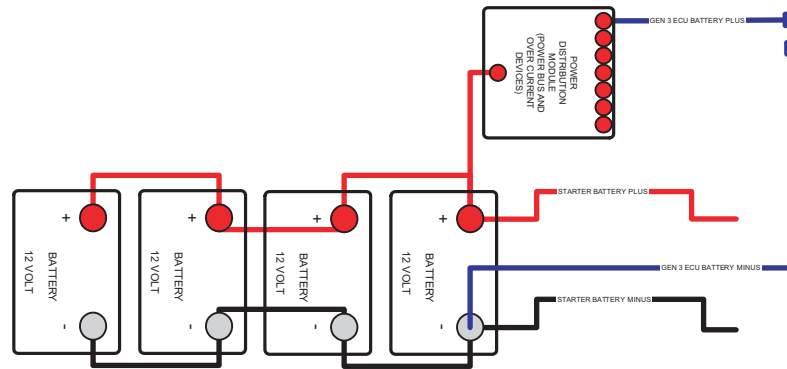 POWER
DISTRIBUTION
MODULE
(POWER BUS AND
OVER CURRENT
DEVICES)
GEN 3 ECU BATTERY PLUS
+
-
BATTERY
12 VOLT
+
-
BATTERY
12 VOLT
+
-
BATTERY
12 VOLT
+
-
BATTERY
12 VOLT
STARTER BATTERY PLUS
GEN 3 ECU BATTERY MINUS
STARTER BATTERY MINUS